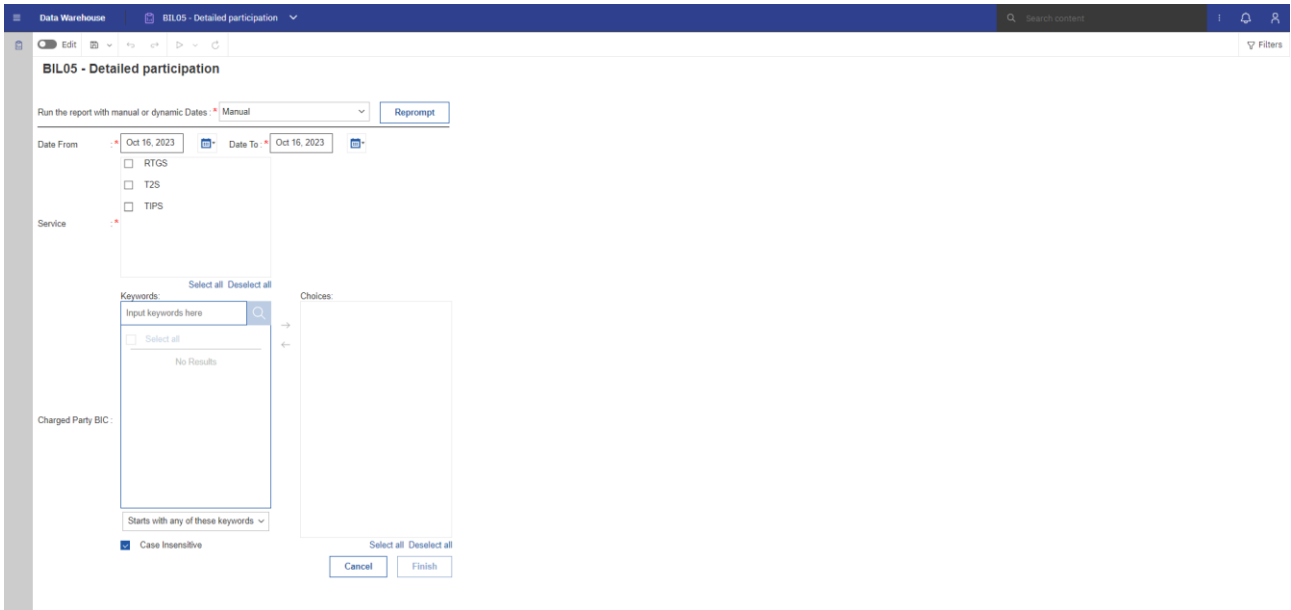 Data Warehouse BIL05 - Detailed participation Search content
Edit Filters
BIL05 - Detailed participation
Run the report with manual or dynamic Dates : * Manual Reprompt
Date From : * Oct 16, 2023 Date To : * Oct 16, 2023
RTGS
T2S
TIPS
Service : *
Select all Deselect all
Keywords: Choices:
Input keywords here
Select all
No Results
Charged Party BIC :
Starts with any of these keywords
Case Insensitive Select all Deselect all
Cancel Finish